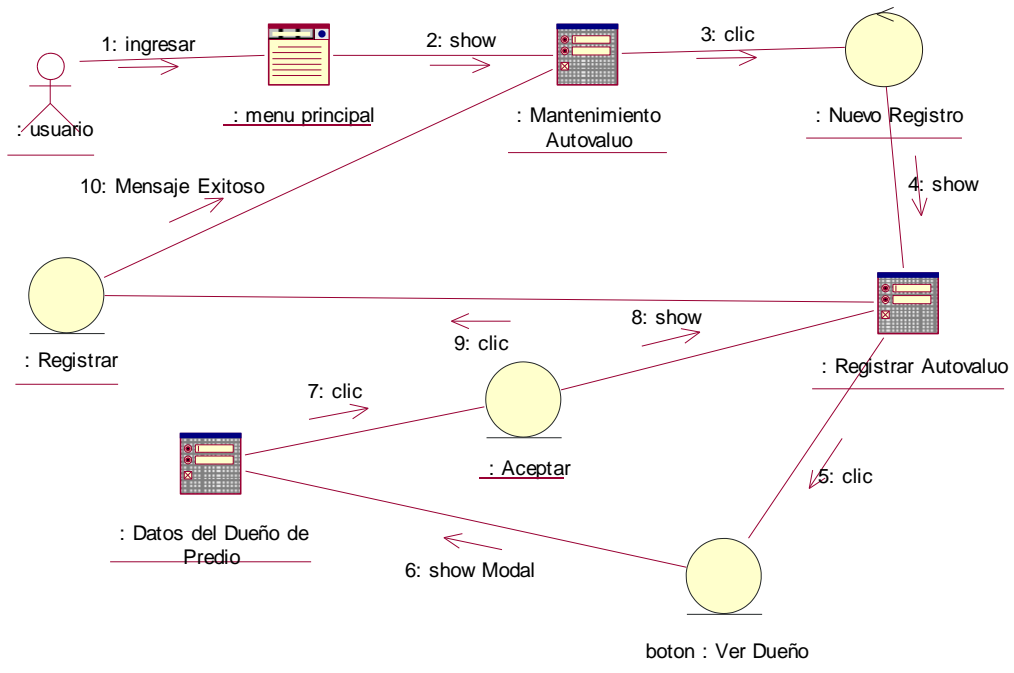 1: ingresar
2: show
3: clic
: usuario
: menu principal
: Mantenimiento
Autovaluo
: Nuevo Registro
10: Mensaje Exitoso
4: show
8: show
9: clic
: Registrar
: Registrar Autovaluo
7: clic
: Aceptar
5: clic
: Datos del Dueño de
Predio
6: show Modal
boton : Ver Dueño